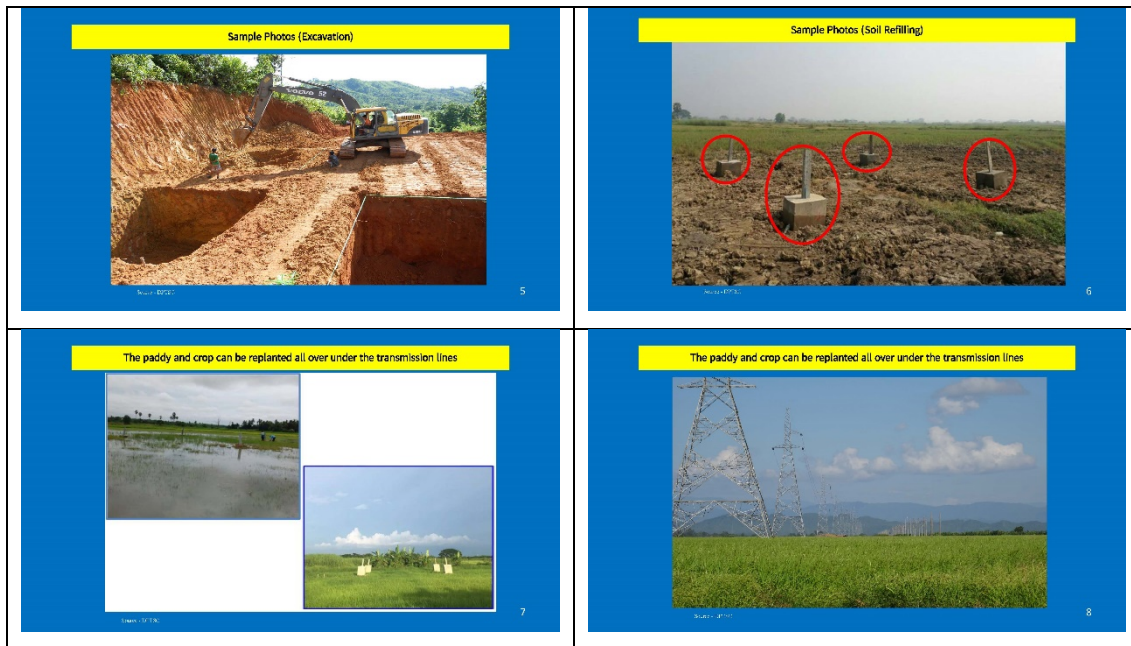 Sample Photos (Excavation)
VOLVO
5
Sample Photos (Soil Refilling)
6
The paddy and crop can be replanted all over under the transmission lines
7
The paddy and crop can be replanted all over under the transmission lines
8